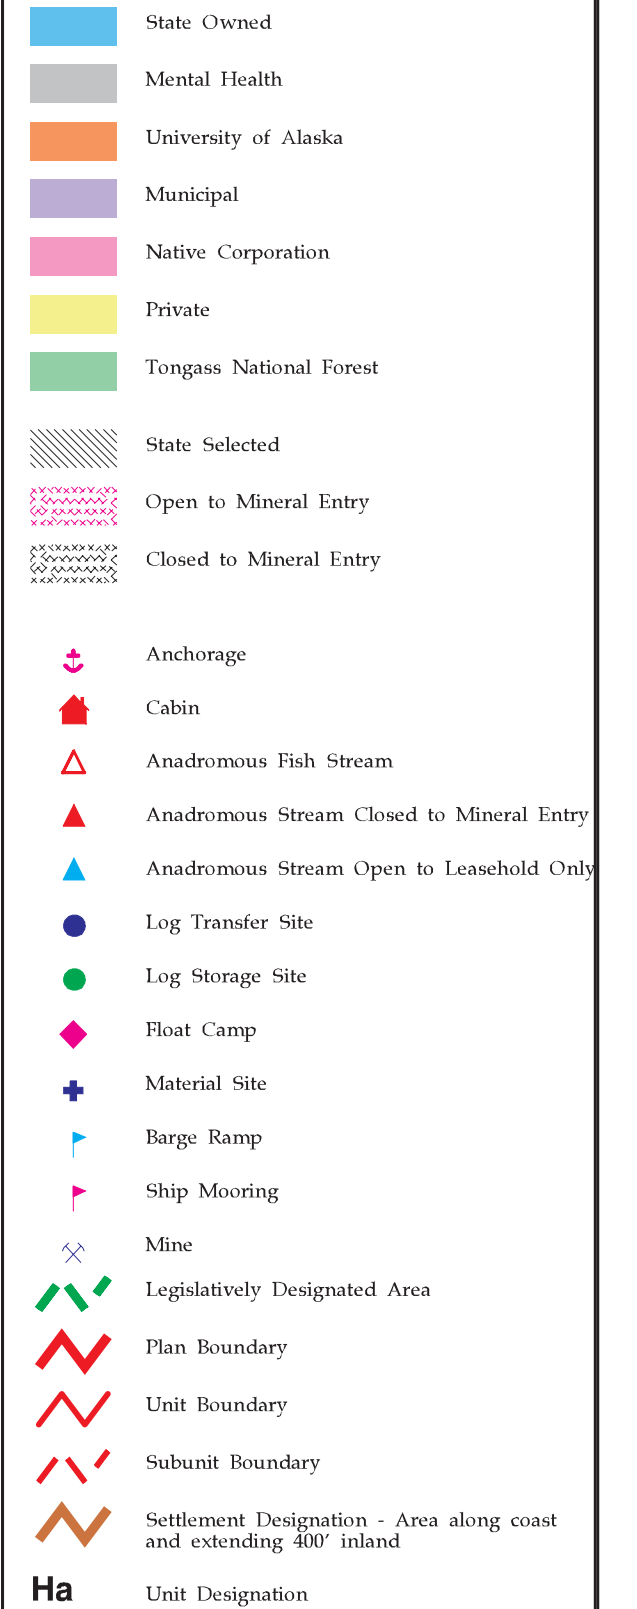 State Owned
Mental Health
University of Alaska
Municipal
Native Corporation
Private
Tongass National Forest
State Selected
Open to Mineral Entry
Closed to Mineral Entry
Anchorage
Cabin
Anadromous Fish Stream
Anadromous Stream Closed to Mineral Entry
Anadromous Stream Open to Leasehold Only
Log Transfer Site
Log Storage Site
Float Camp
Material Site
Barge Ramp
Ship Mooring
Mine
Legislatively Designated Area
Plan Boundary
Unit Boundary
Subunit Boundary
Settlement Designation - Area along coast
and extending 400’ inland
Ha Unit Designation